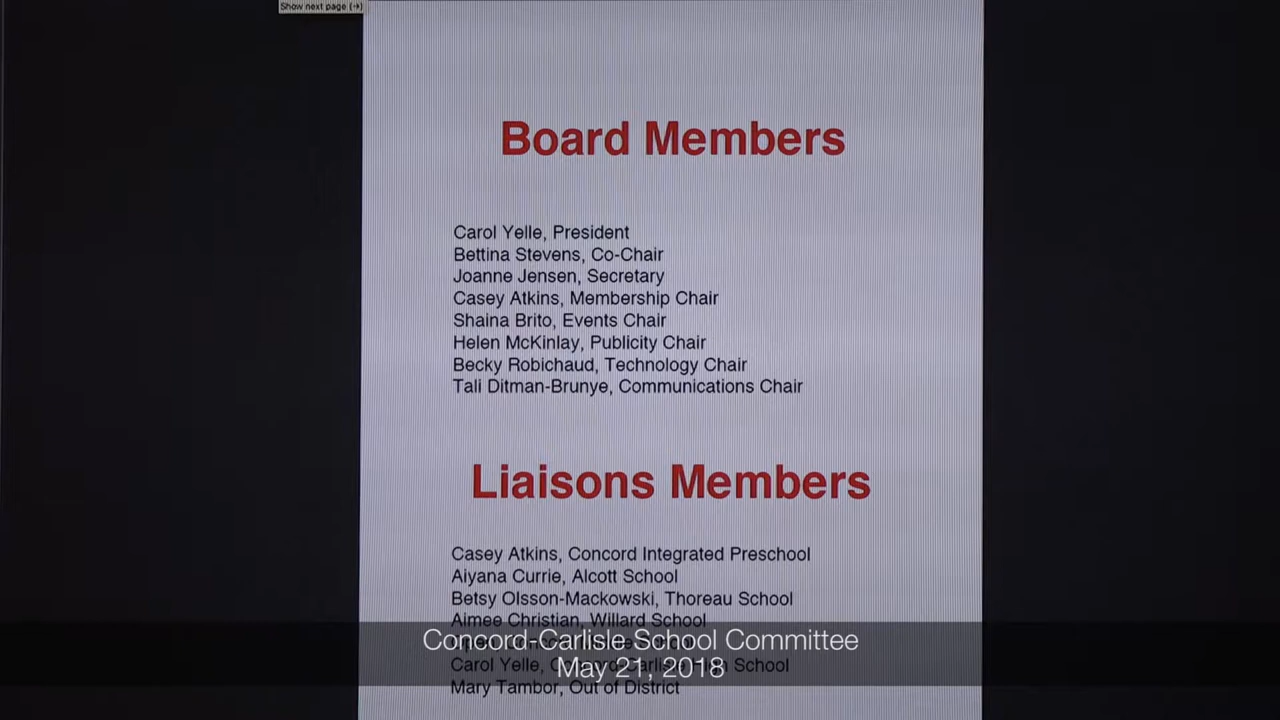 Show next page (→)
Board Members
Carol Yelle, President
Bettina Stevens, Co-Chair
Joanne Jensen, Secretary
Casey Atkins, Membership Chair
Shaina Brito, Events Chair
Helen McKinlay, Publicity Chair
Becky Robichaud, Technology Chair
Tali Ditman-Brunye, Communications Chair
Liaisons Members
Casey Atkins, Concord Integrated Preschool
Aiyana Currie, Alcott School
Betsy Olsson-Mackowski, Thoreau School
Aimee Christian, Willard School
Concord-Carlisle School Committee
Carol Yelle, Concord-Carlisle High School
May 21, 2018
Mary Tambor, Out of District